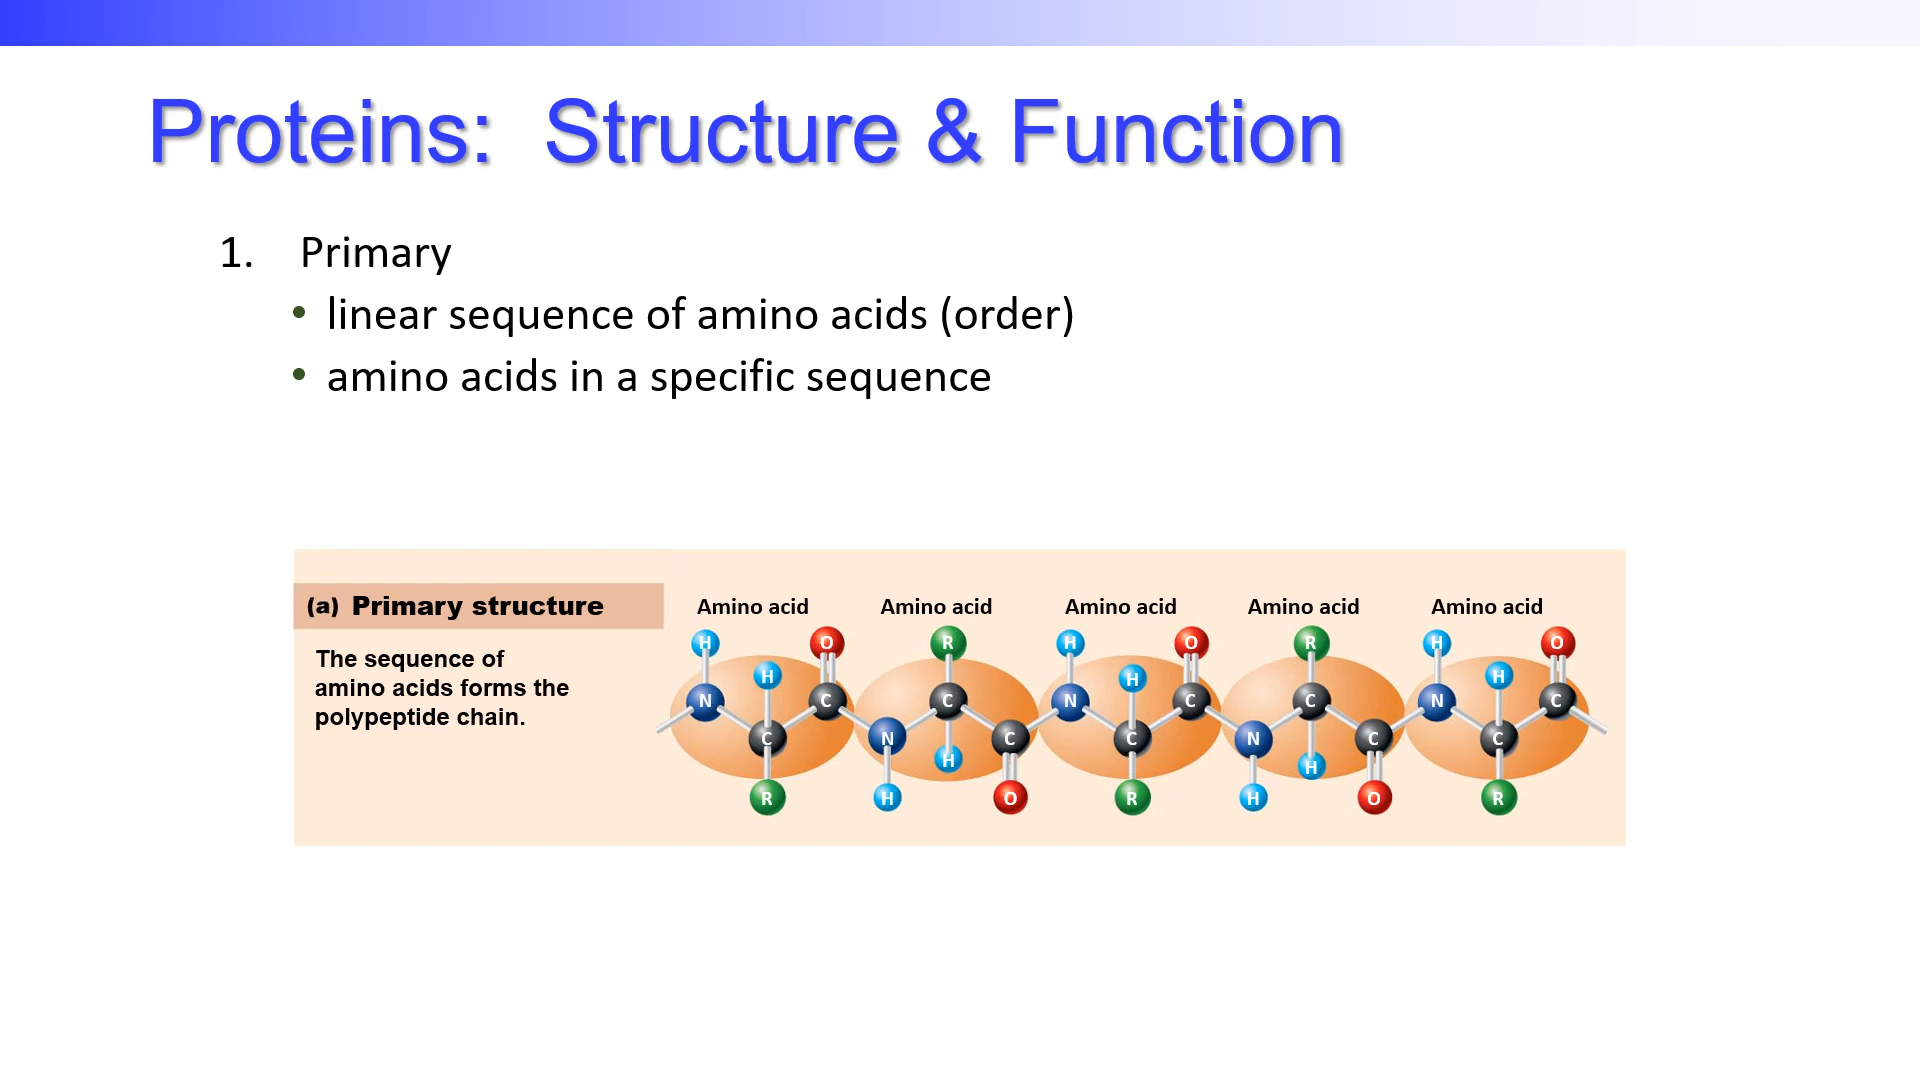 Proteins: Structure & Function
1. Primary
• linear sequence of amino acids (order)
• amino acids in a specific sequence
(a) Primary structure
The sequence of
amino acids forms the
polypeptide chain.
Amino acid Amino acid Amino acid Amino acid Amino acid
H O R H O R H O
H H H
N C C N C C N C
C N C C N C C
H H
R H O R H O R